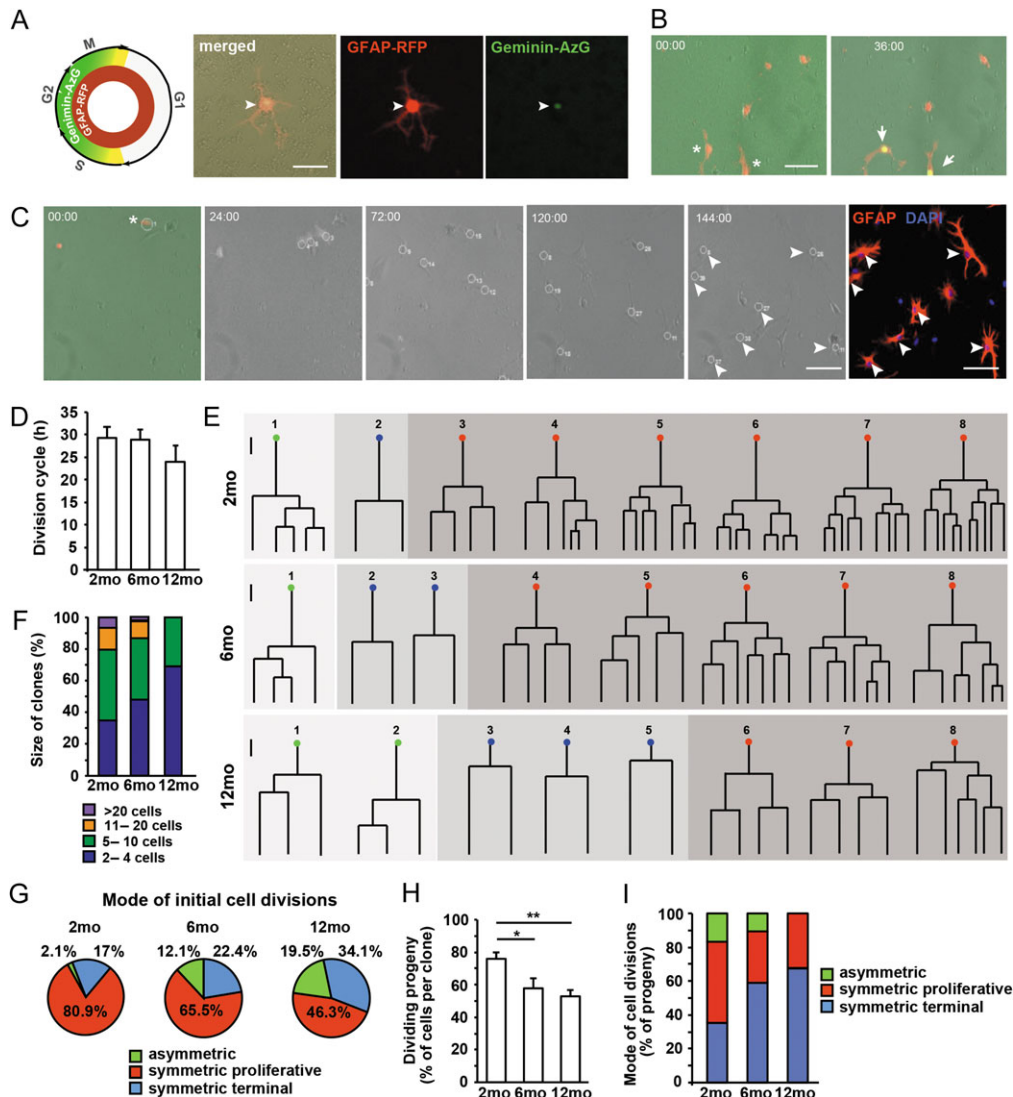 A
M
G2
G1
S
Geminin-AzG
GFAP-RFP
merged
GFAP-RFP
Geminin-AzG
B
00:00
36:00
*
*
C
00:00
24:00
72:00
120:00
144:00
GFAP DAPI
*
D
Division cycle (h)
35
30
25
20
15
10
5
0
2mo 6mo 12mo
E
2mo
1 2 3 4 5 6 7 8
6mo
1 2 3 4 5 6 7 8
12mo
1 2 3 4 5 6 7 8
F
Size of clones (%)
100
80
60
40
20
0
2mo 6mo 12mo
>20 cells
11– 20 cells
5– 10 cells
2– 4 cells
G
Mode of initial cell divisions
2mo 6mo 12mo
2.1% 17% 12.1% 22.4% 19.5% 34.1%
80.9% 65.5% 46.3%
asymmetric
symmetric proliferative
symmetric terminal
H
Dividing progeny
(% of cells per clone)
100
80
60
40
20
80
0
**
*
2mo 6mo 12mo
I
Mode of cell divisions
(% of progeny)
100
80
60
40
20
0
2mo 6mo 12mo
asymmetric
symmetric proliferative
symmetric terminal